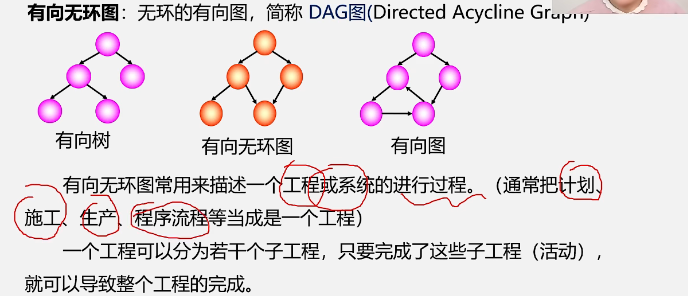 有向无环图：无环的有向图，简称 DAG图(Directed Acycline Graph)
有向树
有向无环图
有向图
有向无环图常用来描述一个工程或系统的进行过程。（通常把计划、
施工、生产、程序流程等当成是一个工程）
一个工程可以分为若干个子工程，只要完成了这些子工程（活动），
就可以导致整个工程的完成。